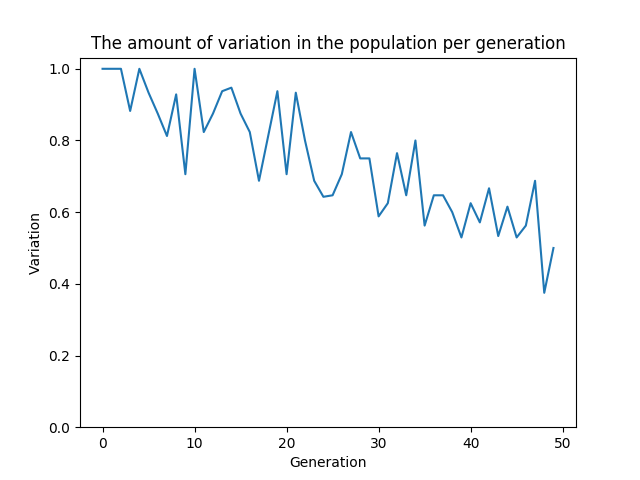 The amount of variation in the population per generation
1.0
0.8
0.6
0.4
0.2
0.0
Variation
0 10 20 30 40 50
Generation